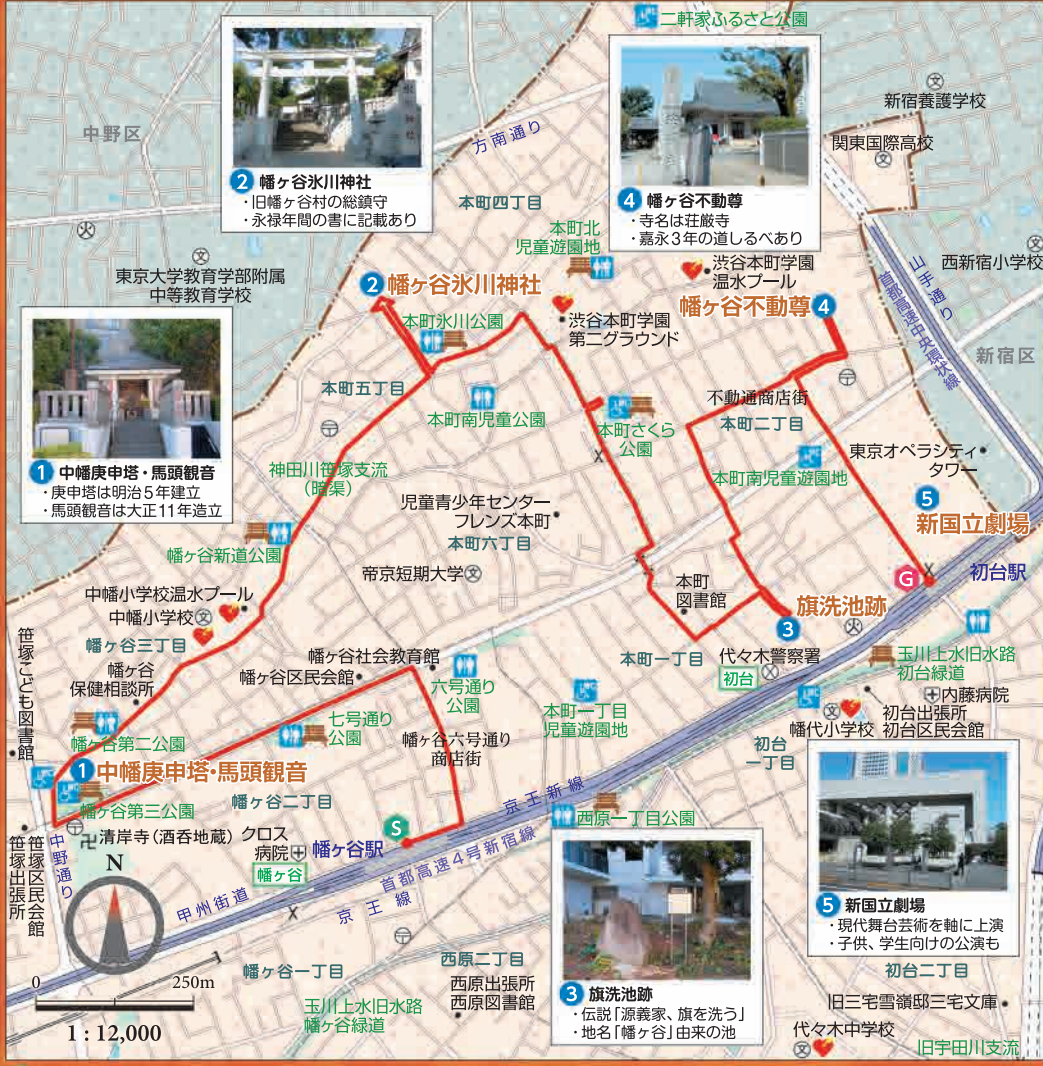 二軒家ふるさと公園
新宿養護学校
関東国際高校
中野区
方南通り
2 幡ヶ谷氷川神社
・旧幡ヶ谷村の総鎮守
・永禄年間の書に記載あり
4 幡ヶ谷不動尊
・寺名は荘厳寺
・嘉永3年の道しるべあり
本町四丁目
本町北
児童遊園地
東京大学教育学部附属
中等教育学校
2 幡ヶ谷氷川神社
渋谷本町学園
温水プール
西新宿小学校
山手通り
首都高速中央環状線
幡ヶ谷不動尊 4
本町氷川公園
渋谷本町学園
第二グラウンド
新宿区
1 中幡庚申塔・馬頭観音
・庚申塔は明治5年建立
・馬頭観音は大正11年造立
本町五丁目
不動通商店街
本町二丁目
本町南児童公園
本町さくら
公園
東京オペラシティ
タワー
神田川笹塚支流
（暗渠）
本町南児童遊園地
児童青少年センター
フレンズ本町
5
新国立劇場
本町六丁目
幡ヶ谷新道公園
帝京短期大学
G
初台駅
中幡小学校温水プール
中幡小学校
本町
図書館
旗洗池跡
3
幡ヶ谷三丁目
笹塚こども図書館
幡ヶ谷
保健相談所
幡ヶ谷社会教育館
幡ヶ谷区民会館
本町一丁目
代々木警察署
初台
玉川上水旧水路
初台緑道
六号通り
公園
内藤病院
初台出張所
初台区民会館
幡代小学校
七号通り
公園
本町一丁目
児童遊園地
幡ヶ谷六号通り
商店街
幡ヶ谷第二公園
初台
一丁目
1 中幡庚申塔・馬頭観音
幡ヶ谷第三公園
幡ヶ谷二丁目
京王新線
西原一丁目公園
S
清岸寺（酒呑地蔵）
クロス
病院
幡ヶ谷駅
幡ヶ谷
首都高速4号新宿線
笹塚区民会館
笹塚出張所
中野通り
N
甲州街道
京王線
5 新国立劇場
・現代舞台芸術を軸に上演
・子供、学生向けの公演も
幡ヶ谷一丁目
西原二丁目
西原出張所
西原図書館
初台二丁目
0 250m
1 : 12,000
玉川上水旧水路
幡ヶ谷緑道
3 旗洗池跡
・伝説「源義家、旗を洗う」
・地名「幡ヶ谷」由来の池
旧三宅雪嶺邸三宅文庫
代々木中学校
旧宇田川支流